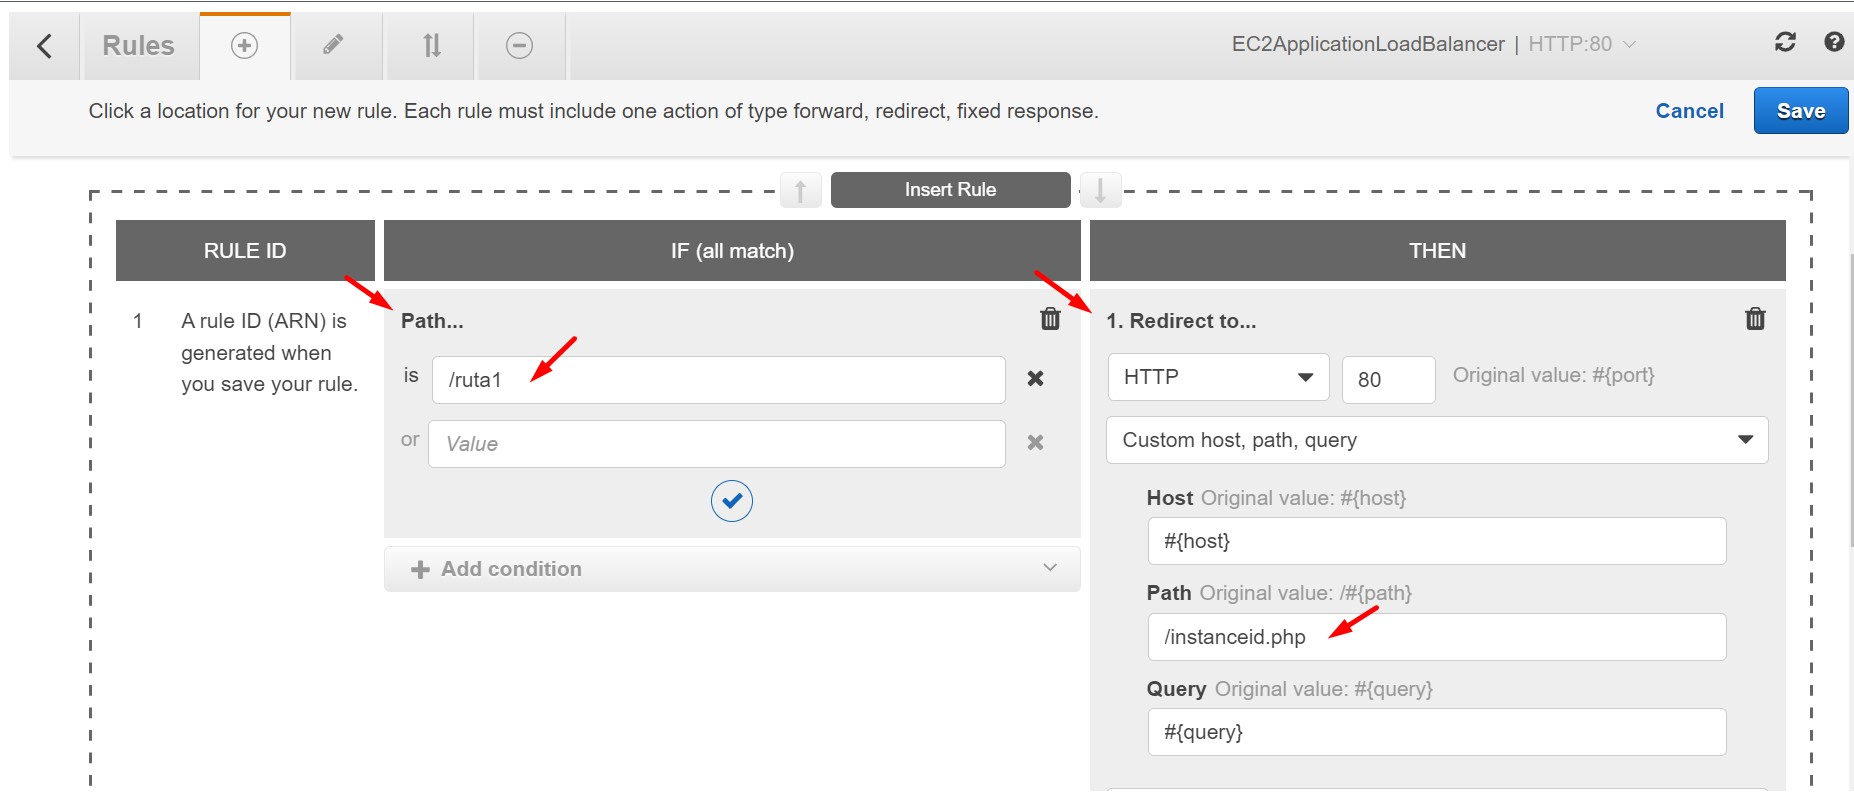 Rules
EC2ApplicationLoadBalancer | HTTP:80
Click a location for your new rule. Each rule must include one action of type forward, redirect, fixed response.
Cancel
Save
Insert Rule
RULE ID
IF (all match)
THEN
1
A rule ID (ARN) is
generated when
you save your rule.
Path...
is
/ruta1
or
Value
Add condition
1. Redirect to...
HTTP
80
Original value: #{port}
Custom host, path, query
Host Original value: #{host}
#{host}
Path Original value: /#{path}
/instanceid.php
Query Original value: #{query}
#{query}